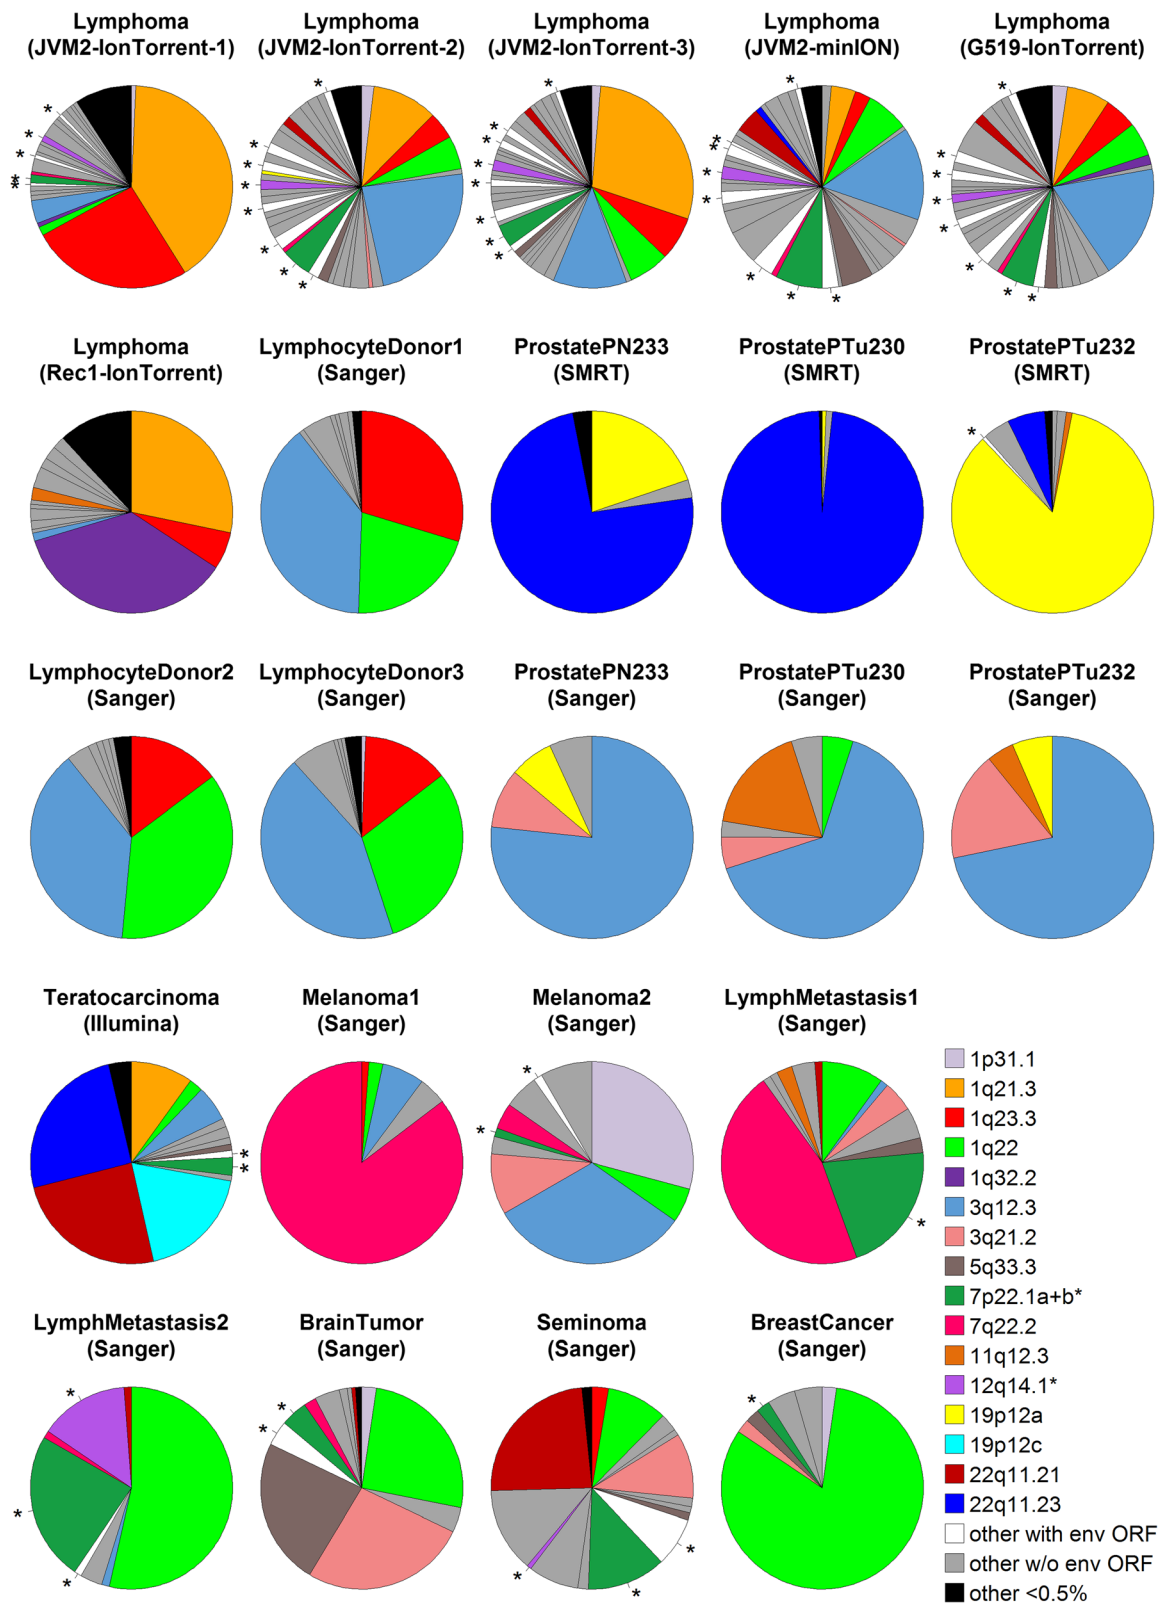 Lymphoma
(JVM2-IonTorrent-1)
Lymphoma
(JVM2-IonTorrent-2)
Lymphoma
(JVM2-IonTorrent-3)
Lymphoma
(JVM2-minION)
Lymphoma
(G519-IonTorrent)
Lymphoma
(Rec1-IonTorrent)
LymphocyteDonor1
(Sanger)
ProstatePN233
(SMRT)
ProstatePTu230
(SMRT)
ProstatePTu232
(SMRT)
LymphocyteDonor2
(Sanger)
LymphocyteDonor3
(Sanger)
ProstatePN233
(Sanger)
ProstatePTu230
(Sanger)
ProstatePTu232
(Sanger)
Teratocarcinoma
(Illumina)
Melanoma1
(Sanger)
Melanoma2
(Sanger)
LymphMetastasis1
(Sanger)
LymphMetastasis2
(Sanger)
BrainTumor
(Sanger)
Seminoma
(Sanger)
BreastCancer
(Sanger)
1p31.1
1q21.3
1q23.3
1q22
1q32.2
3q12.3
3q21.2
5q33.3
7p22.1a+b*
7q22.2
11q12.3
12q14.1*
19p12a
19p12c
22q11.21
22q11.23
other with env ORF
other w/o env ORF
other <0.5%